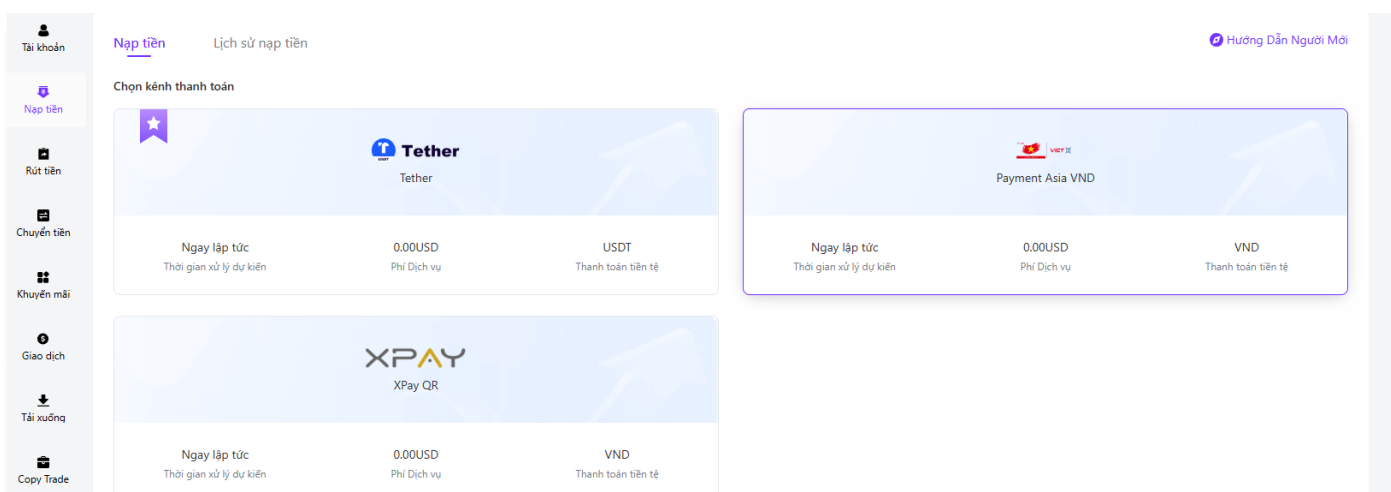 Tài khoản
Nạp tiền
Rút tiền
Chuyển tiền
Khuyến mãi
Giao dịch
Tải xuống
Copy Trade
Nạp tiền Lịch sử nạp tiền
Hướng Dẫn Người Mới
Chọn kênh thanh toán
Tether
Tether
Ngay lập tức 0.00USD USDT
Thời gian xử lý dự kiến Phí Dịch vụ Thanh toán tiền tệ
Payment Asia VND
Ngay lập tức 0.00USD VND
Thời gian xử lý dự kiến Phí Dịch vụ Thanh toán tiền tệ
XPAY
XPay QR
Ngay lập tức 0.00USD VND
Thời gian xử lý dự kiến Phí Dịch vụ Thanh toán tiền tệ